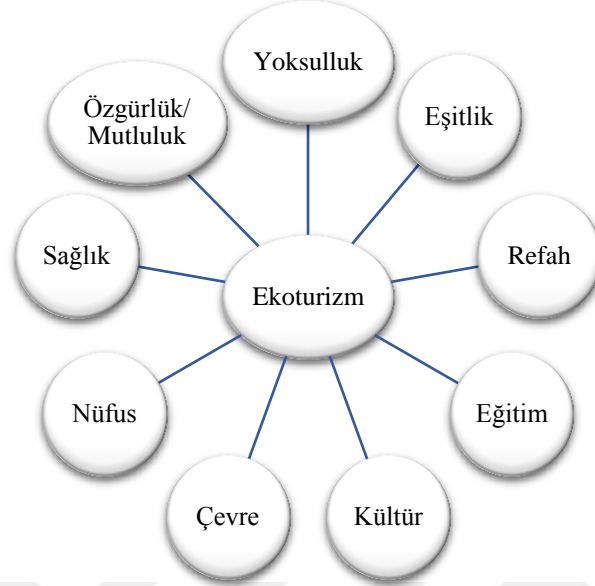 Yoksulluk
Özgürlük/
Mutluluk
Eşitlik
Sağlık
Refah
Ekoturizm
Nüfus
Eğitim
Çevre
Kültür